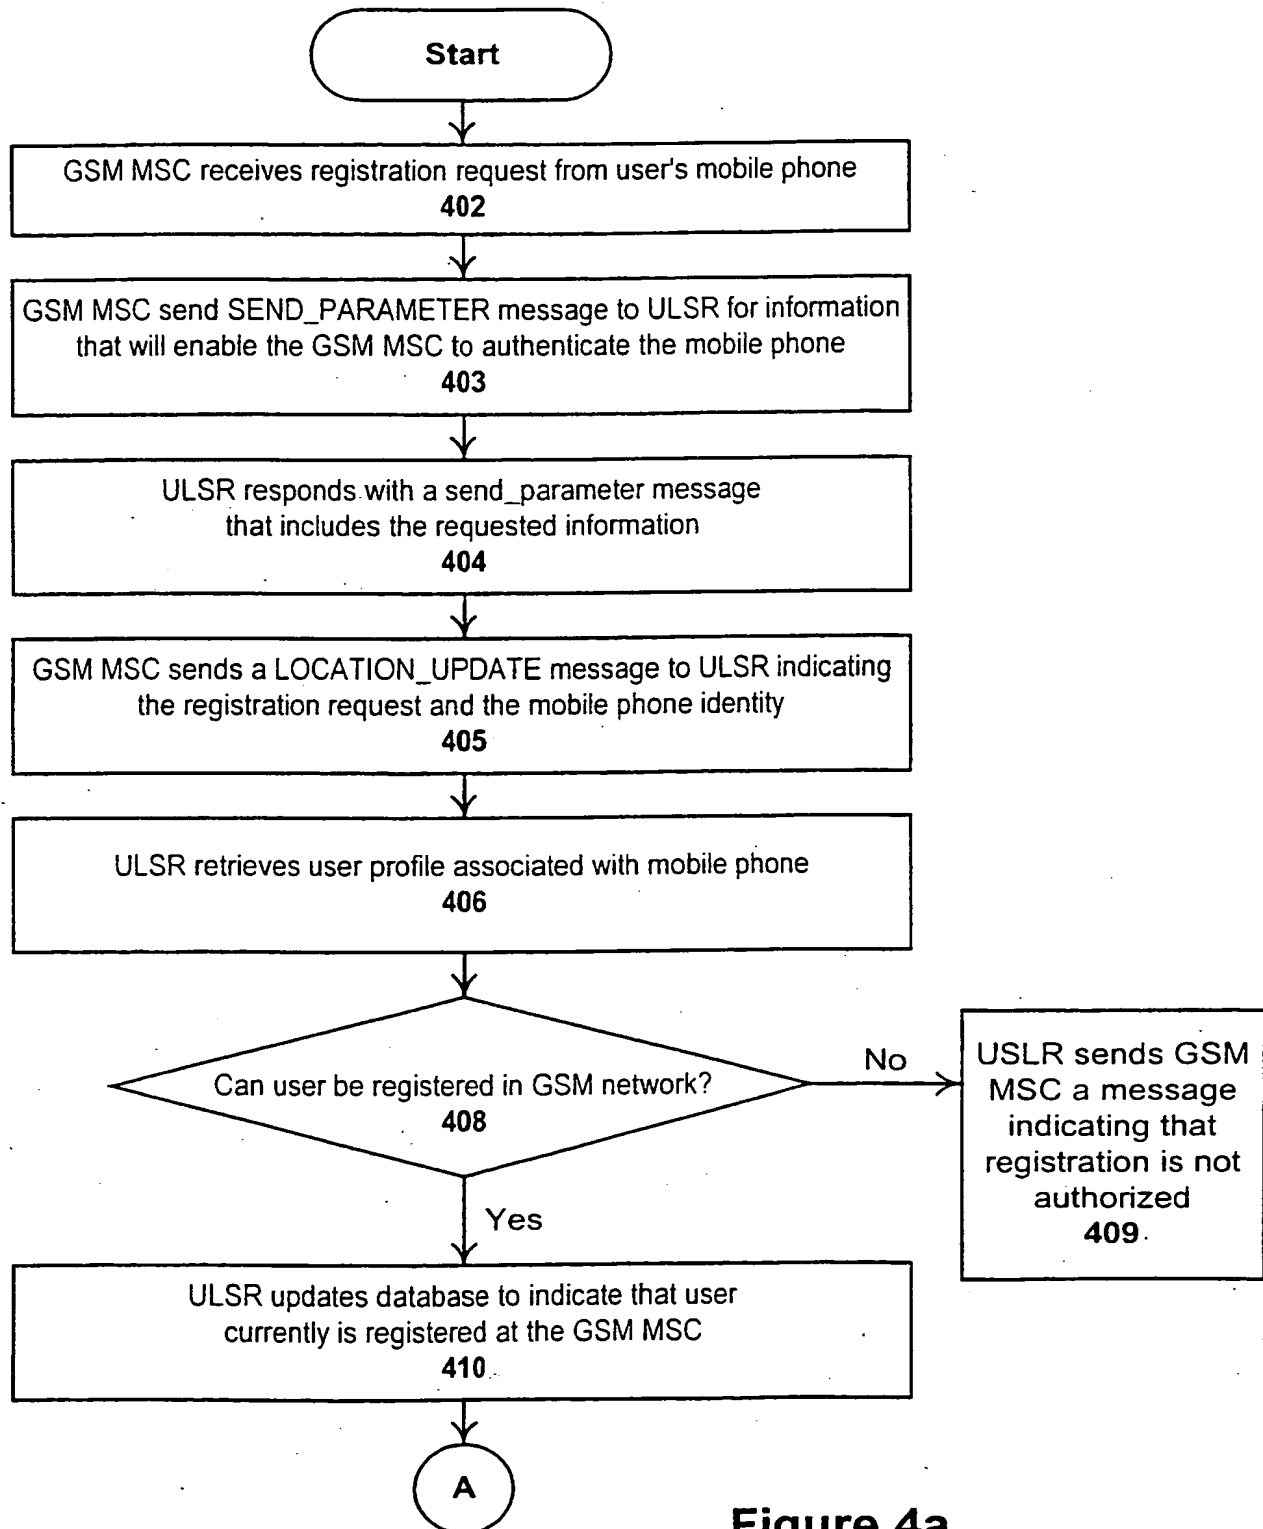 Start
GSM MSC receives registration request from user's mobile phone
402
GSM MSC send SEND_PARAMETER message to ULSR for information
that will enable the GSM MSC to authenticate the mobile phone
403
ULSR responds with a send_parameter message
that includes the requested information
404
GSM MSC sends a LOCATION_UPDATE message to ULSR indicating
the registration request and the mobile phone identity
405
ULSR retrieves user profile associated with mobile phone
406
Can user be registered in GSM network?
408
No
USLR sends GSM
MSC a message
indicating that
registration is not
authorized
409
Yes
ULSR updates database to indicate that user
currently is registered at the GSM MSC
410
A
Figure 4a